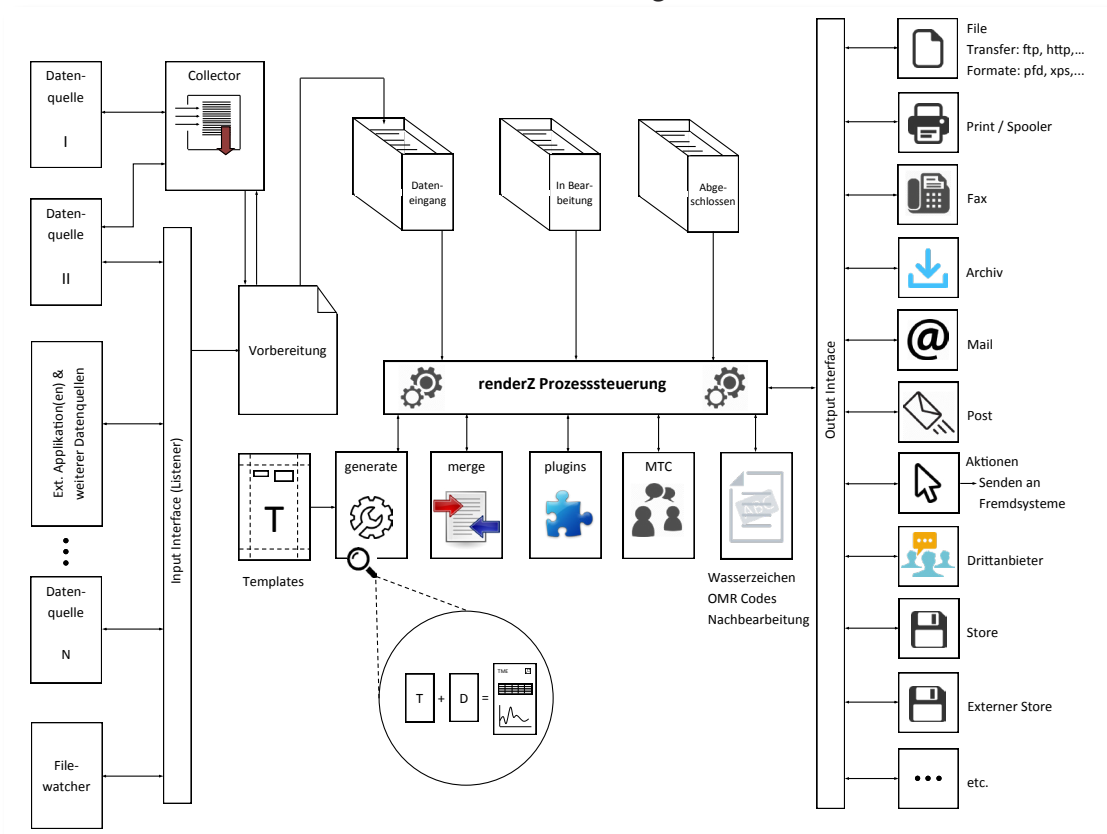 Daten-
quelle
I
Collector
Daten-
quelle
II
Ext. Applikation(en) &
weiterer Datenquellen
Daten-
quelle
N
File-
watcher
Input Interface (Listener)
Vorbereitung
Daten-
eingang
In Bear-
beitung
Abge-
schlossen
renderZ Prozesssteuerung
T
Templates
generate
merge
plugins
MTC
ABC
Wasserzeichen
OMR Codes
Nachbearbeitung
T + D =
TME
Output Interface
File
Transfer: ftp, http,...
Formate: pfd, xps,...
Print / Spooler
Fax
Archiv
@
Mail
Post
Aktionen
Senden an
Fremdsysteme
Drittanbieter
Store
Externer Store
etc.